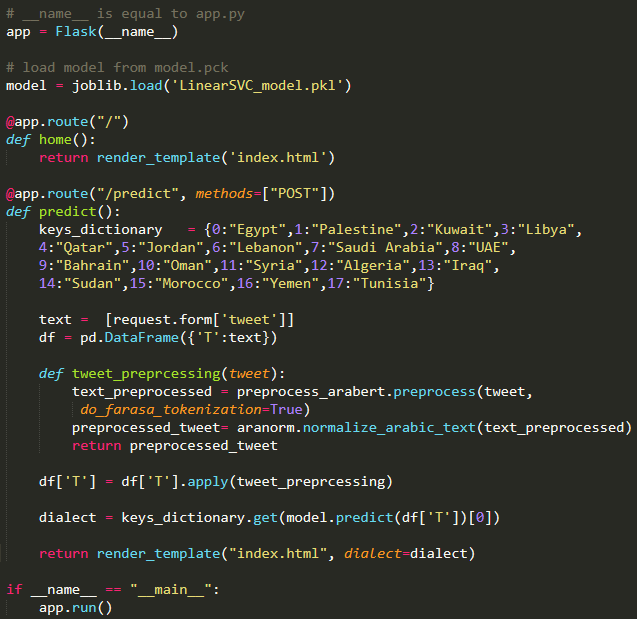 # __name__ is equal to app.py
app = Flask(__name__)
# load model from model.pck
model = joblib.load('LinearSVC_model.pkl')
@app.route("/")
def home():
    return render_template('index.html')
@app.route("/predict", methods=["POST"])
def predict():
    keys_dictionary   = {0:"Egypt",1:"Palestine",2:"Kuwait",3:"Libya",
    4:"Qatar",5:"Jordan",6:"Lebanon",7:"Saudi Arabia",8:"UAE",
    9:"Bahrain",10:"Oman",11:"Syria",12:"Algeria",13:"Iraq",
    14:"Sudan",15:"Morocco",16:"Yemen",17:"Tunisia"}
    text =  [request.form['tweet']]
    df = pd.DataFrame({'T':text})
    def tweet_preprcessing(tweet):
        text_preprocessed = preprocess_arabert.preprocess(tweet,
         do_farasa_tokenization=True)
        preprocessed_tweet= aranorm.normalize_arabic_text(text_preprocessed)
        return preprocessed_tweet
    df['T'] = df['T'].apply(tweet_preprcessing)
    dialect = keys_dictionary.get(model.predict(df['T'])[0])
    return render_template("index.html", dialect=dialect)
if __name__ == "__main__":
    app.run()